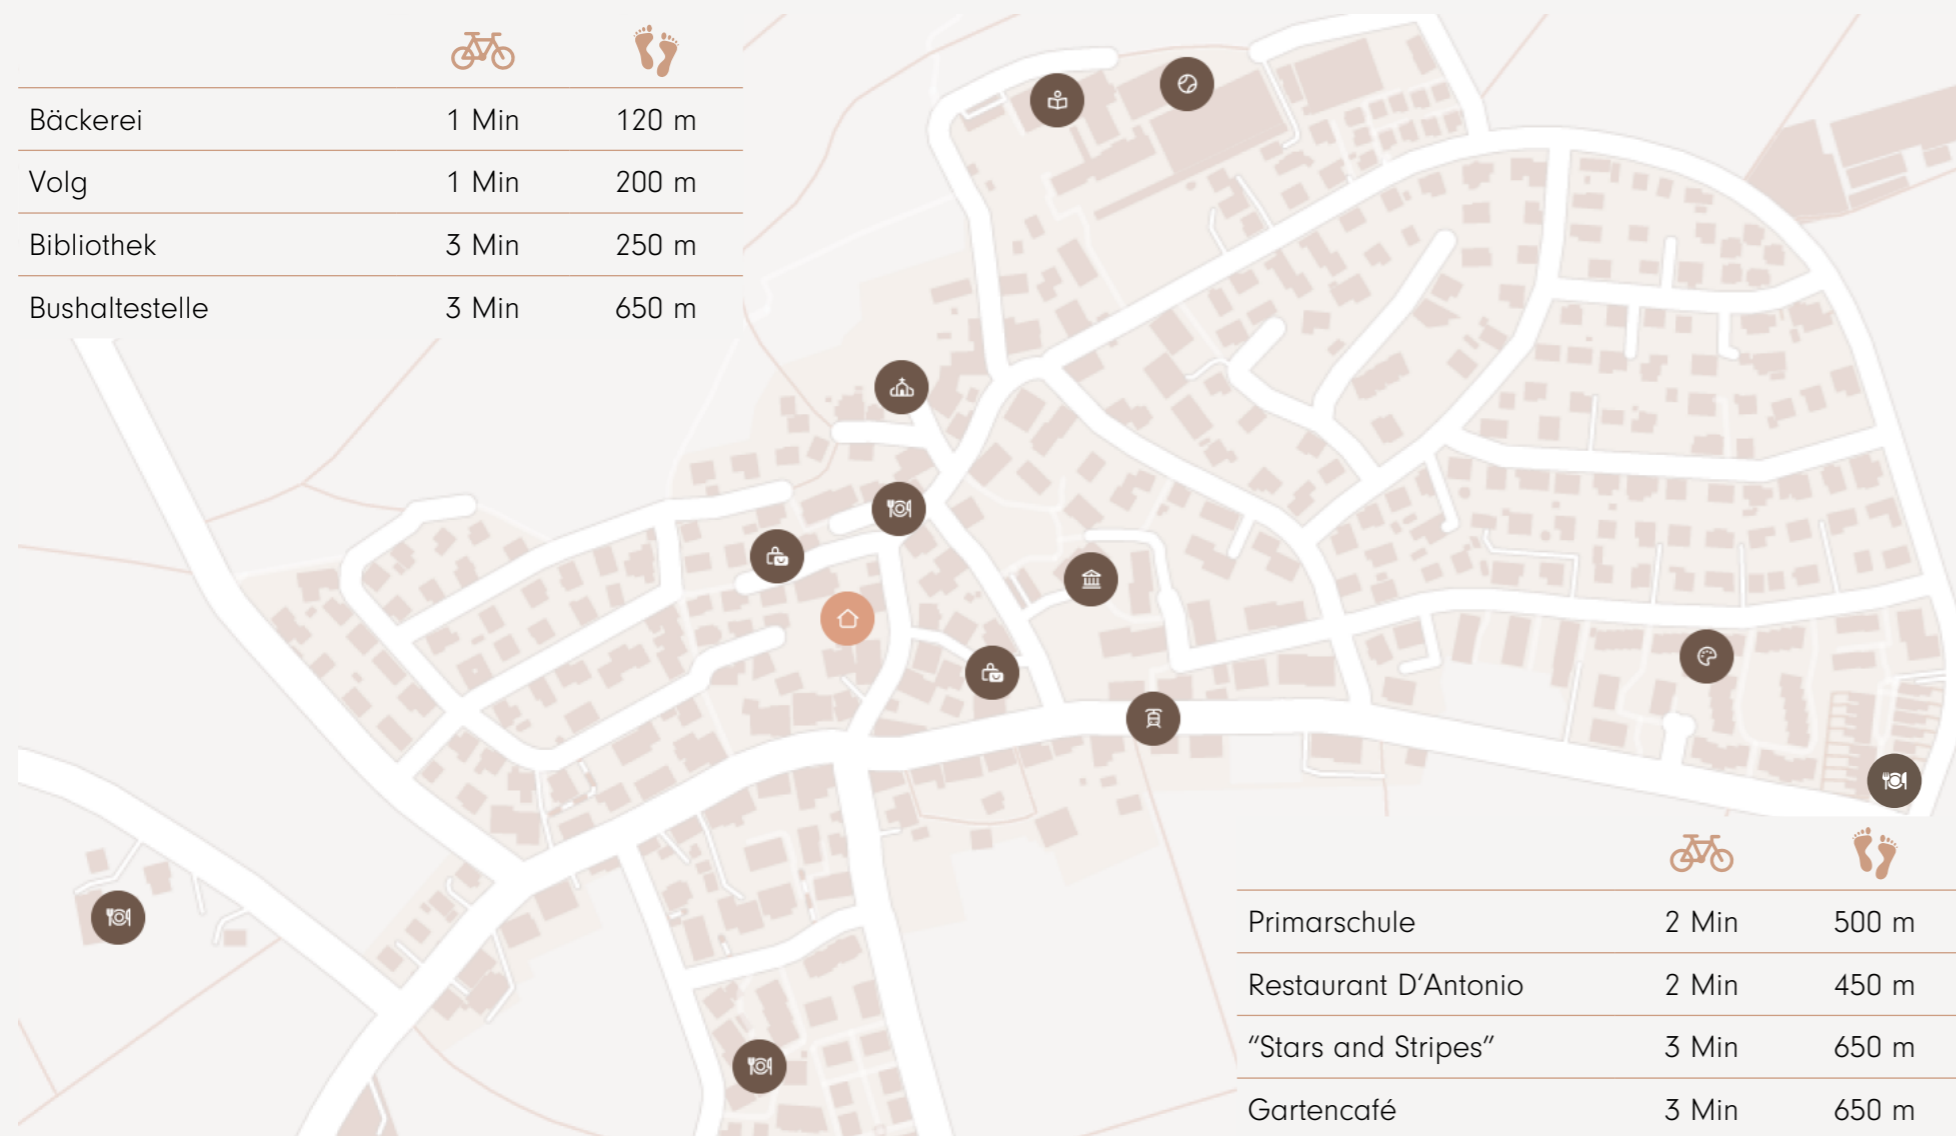 Bäckerei 1 Min 120 m
Volg 1 Min 200 m
Bibliothek 3 Min 250 m
Bushaltestelle 3 Min 650 m
Primarschule 2 Min 500 m
Restaurant D’Antonio 2 Min 450 m
“Stars and Stripes” 3 Min 650 m
Gartencafé 3 Min 650 m